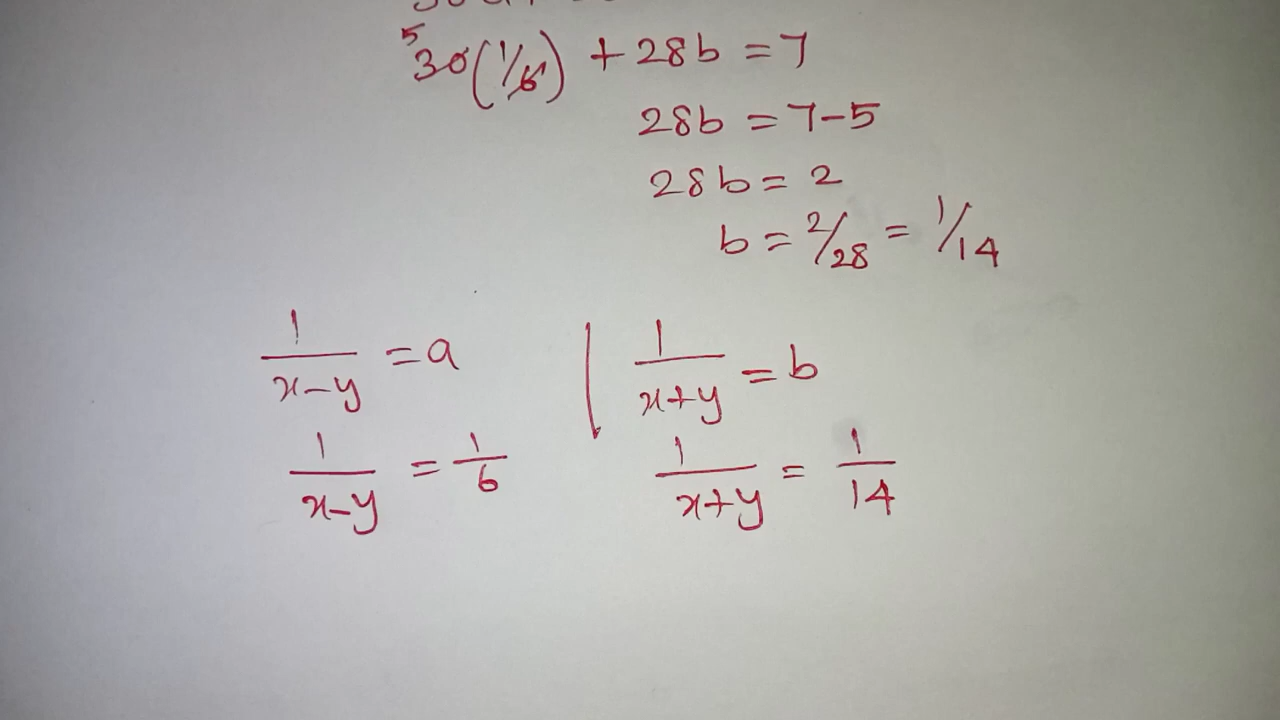 30(1/6) + 28b = 7
28b = 7-5
28b = 2
b = 2/28 = 1/14
1/(x-y) = a | 1/(x+y) = b
1/(x-y) = 1/6 1/(x+y) = 1/14